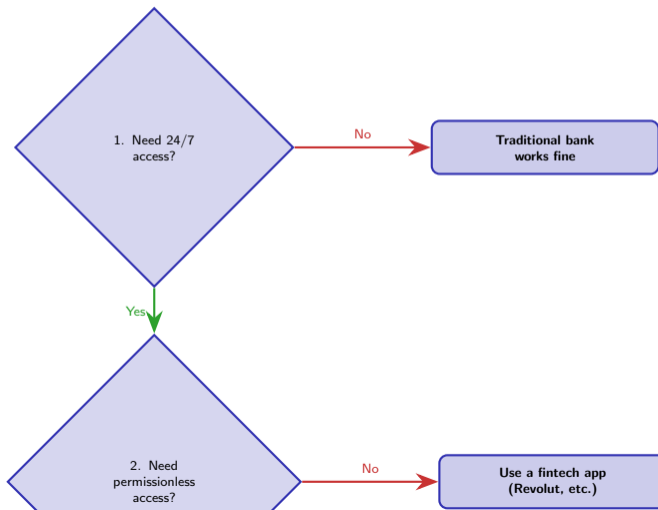 1. Need 24/7
access?
No
Traditional bank
works fine
Yes
2. Need
permissionless
access?
No
Use a fintech app
(Revolut, etc.)